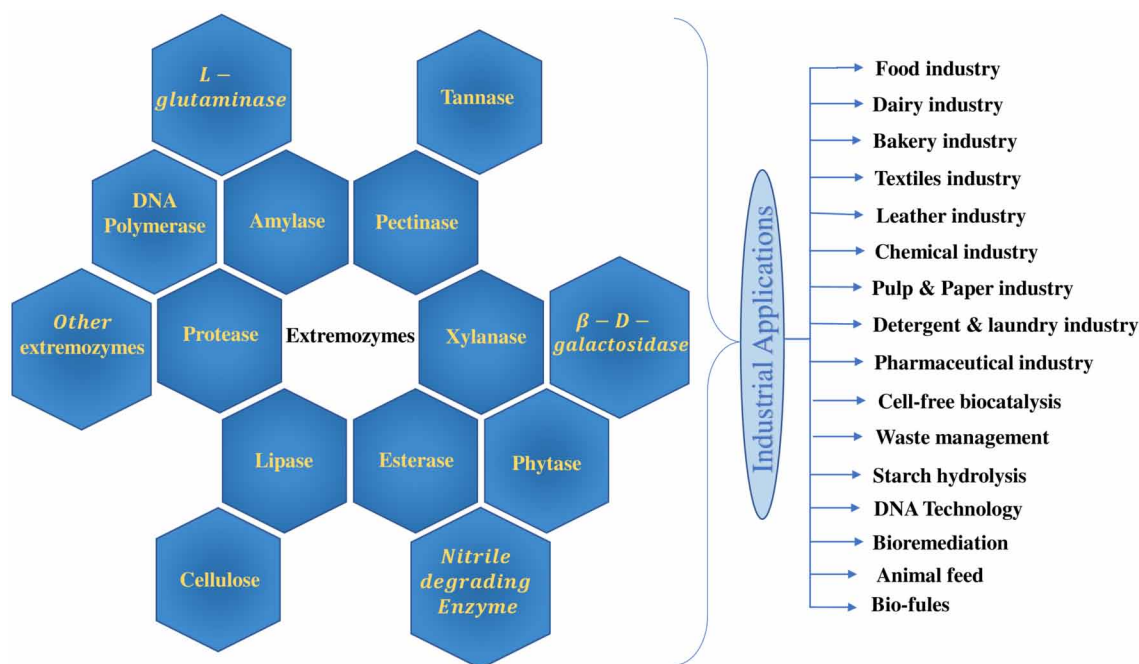 L −
glutaminase
Tannase
DNA
Polymerase
Amylase
Pectinase
Other
extremozymes
Protease
Extremozymes
Xylanase
β − D −
galactosidase
Lipase
Esterase
Phytase
Cellulose
Nitrile
degrading
Enzyme
Industrial Applications
Food industry
Dairy industry
Bakery industry
Textiles industry
Leather industry
Chemical industry
Pulp & Paper industry
Detergent & laundry industry
Pharmaceutical industry
Cell-free biocatalysis
Waste management
Starch hydrolysis
DNA Technology
Bioremediation
Animal feed
Bio-fules